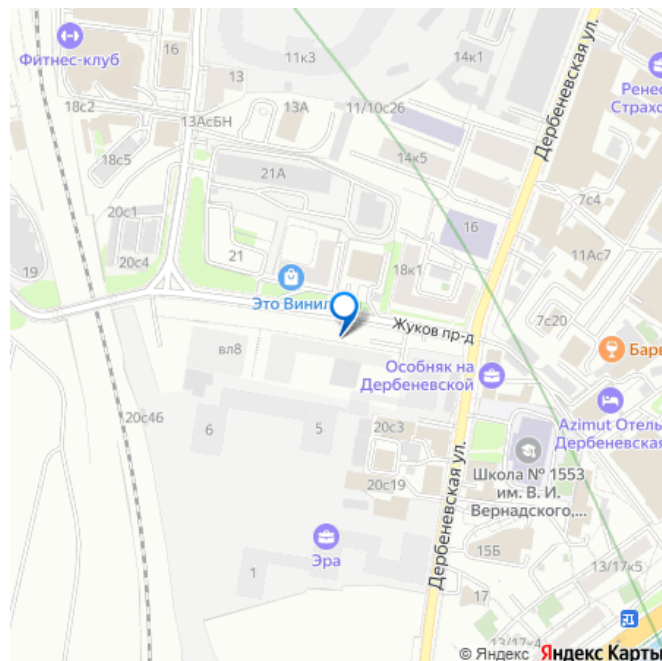 Фитнес-клуб
16
11к3
14к1
Дербеневская ул.
Ренес
Страхо
18с2
13
13А
11/10с26
13АсБН
18с5
21А
14к5
7с4
20с1
16
11Ас7
19
20с4
21
18к1
Это Винил
Жуков пр-д
7с20
Барв
вл8
Особняк на
Дербеневской
Azimut Отель
Дербеневская
20с46
6
5
20с3
Школа № 1553
им. В. И.
Вернадского,...
20с19
Дербеневская ул.
Эра
15Б
1
17
13/17к5
13/17к4
© Яндекс Яндекс Карты